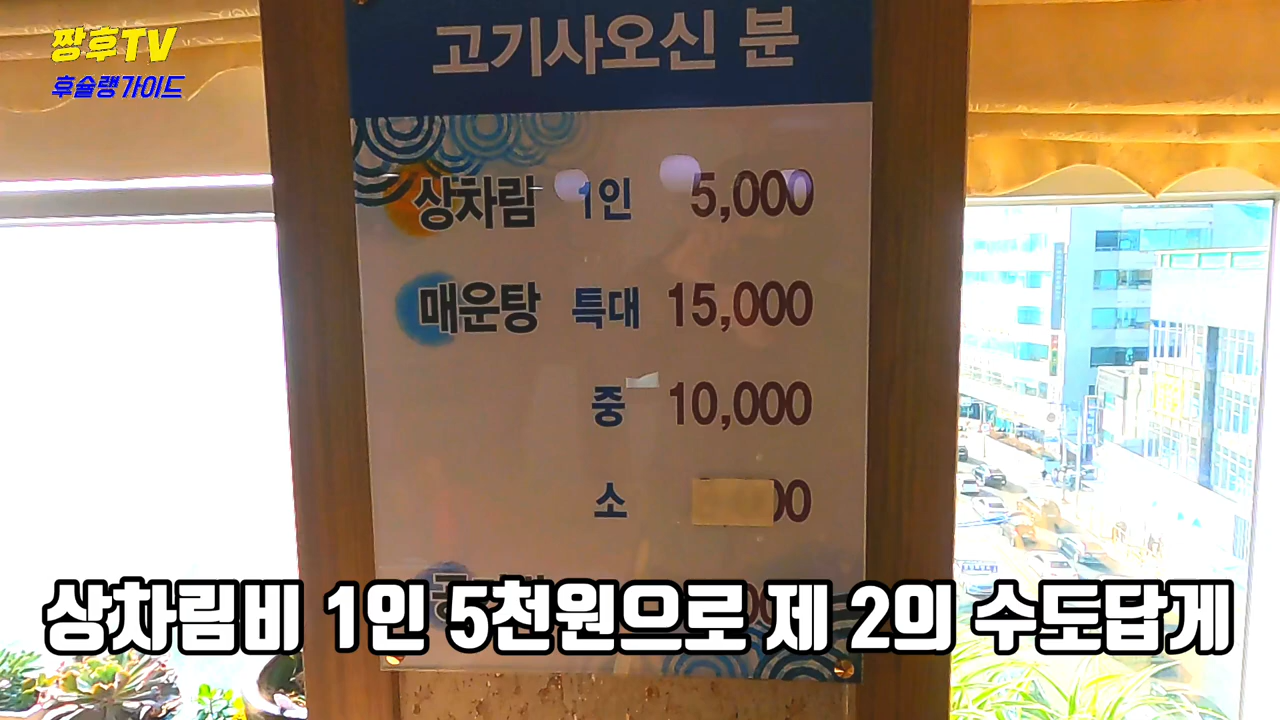 짱후TV
후슐랭가이드
고기사오신 분
상차림 1인 5,000
매운탕 특대 15,000
중 10,000
소
상차림비 1인 5천원으로 제 2의 수도답게